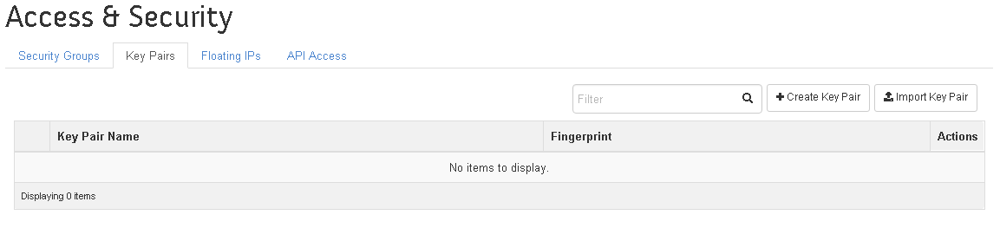 Access & Security
Security Groups Key Pairs Floating IPs API Access
Filter Create Key Pair Import Key Pair
Key Pair Name Fingerprint Actions
No items to display.
Displaying 0 items